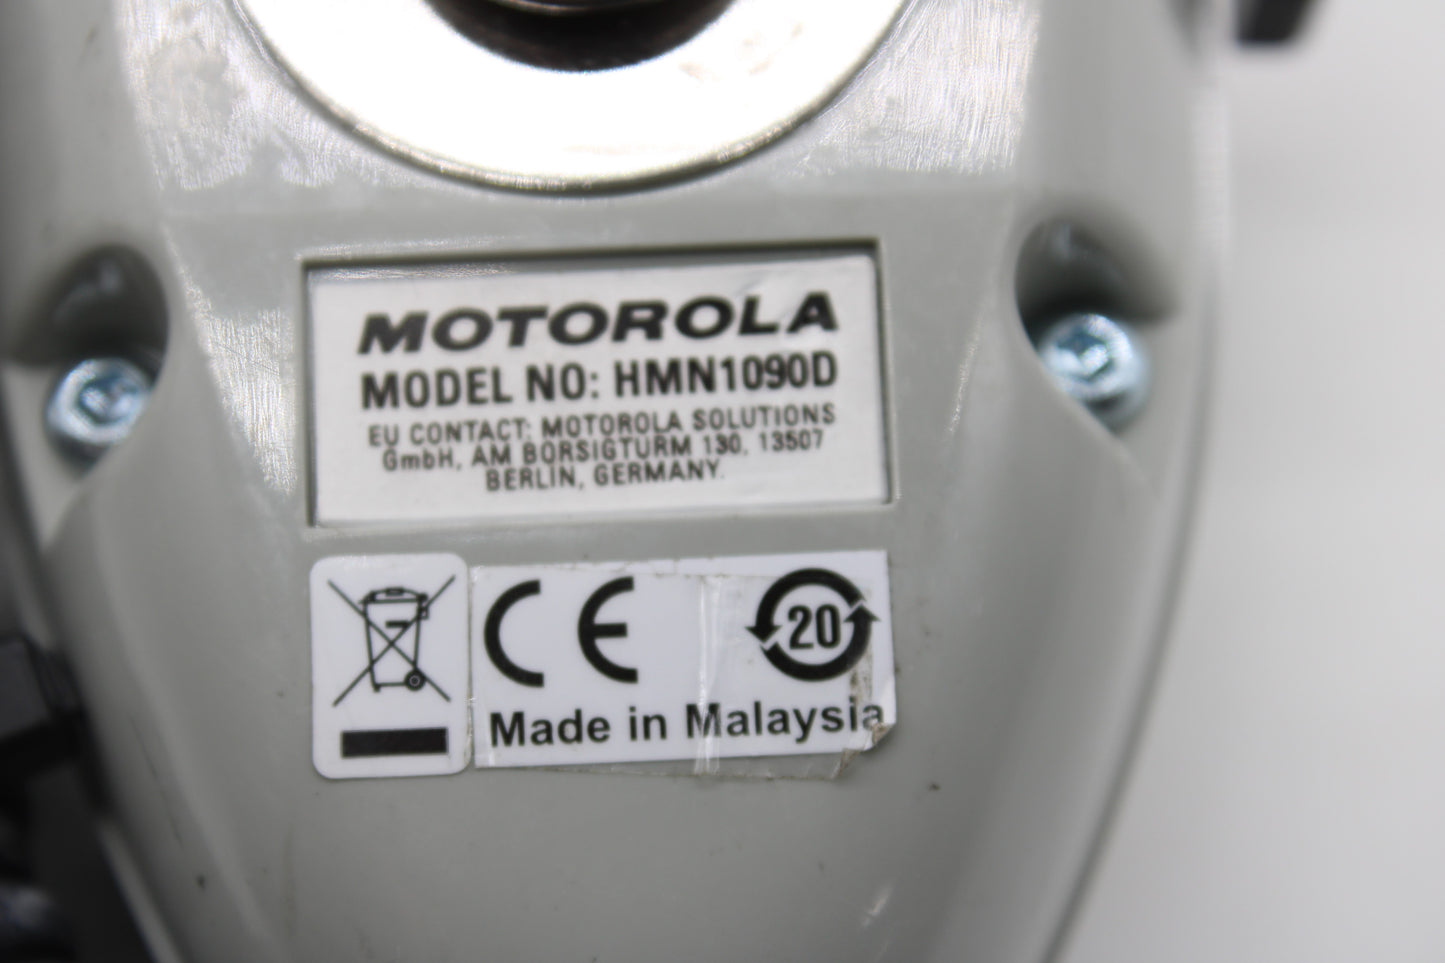 MOTOROLA
MODEL NO: HMN1090D
EU CONTACT: MOTOROLA SOLUTIONS
GmbH, AM BORSIGTURM 130, 13507
BERLIN, GERMANY.
CE
20
Made in Malaysia